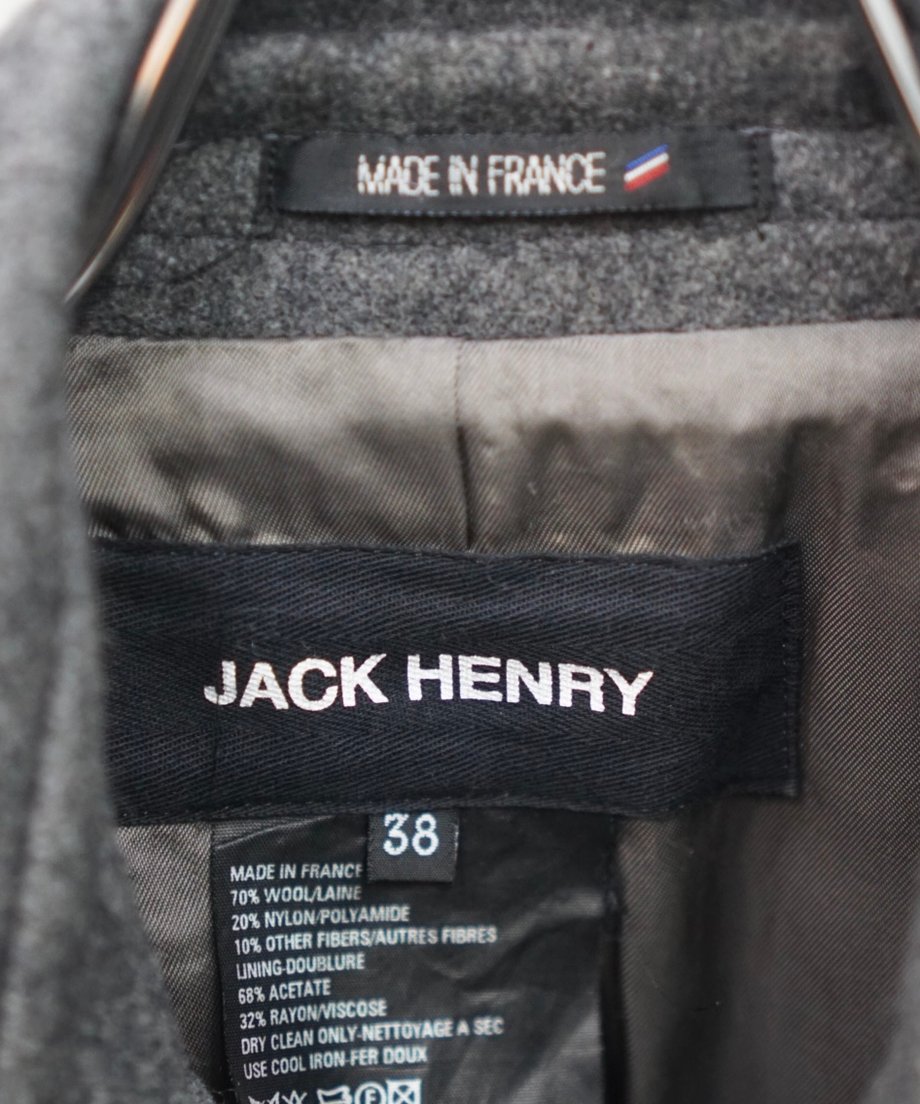 MADE IN FRANCE
JACK HENRY
38
MADE IN FRANCE
70% WOOL/LAINE
20% NYLON/POLYAMIDE
10% OTHER FIBERS/AUTRES FIBRES
LINING-DOUBLURE
68% ACETATE
32% RAYON/VISCOSE
DRY CLEAN ONLY-NETTOYAGE A SEC
USE COOL IRON-FER DOUX